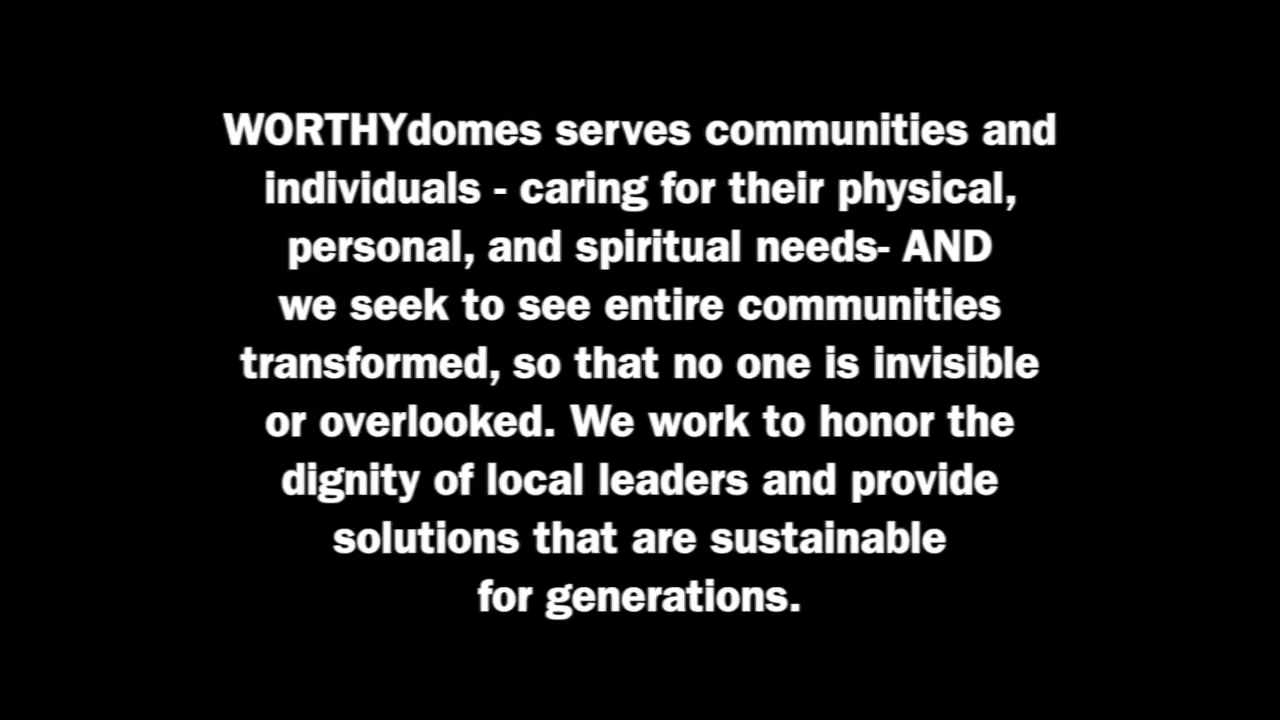 WORTHYdomes serves communities and
individuals - caring for their physical,
personal, and spiritual needs- AND
we seek to see entire communities
transformed, so that no one is invisible
or overlooked. We work to honor the
dignity of local leaders and provide
solutions that are sustainable
for generations.